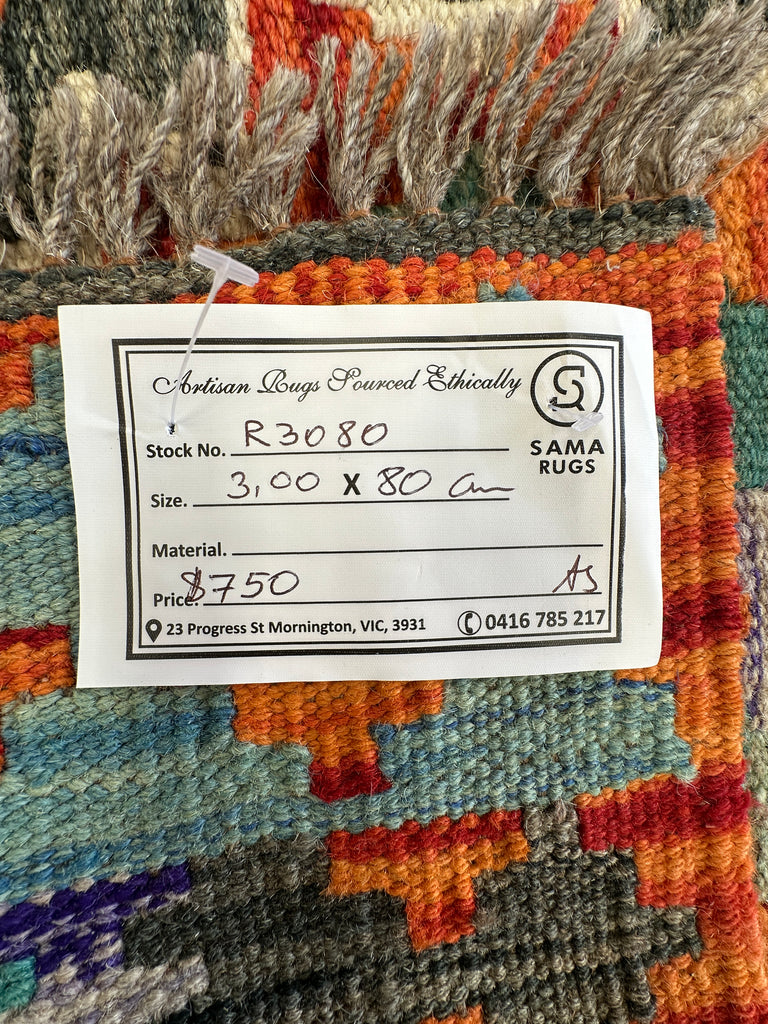 Artisan Rugs Sourced Ethically
SAMA
RUGS
Stock No. R3080
Size. 3,00 X 80 cm
Material.
Price. $750 AS
23 Progress St Mornington, VIC, 3931 0416 785 217